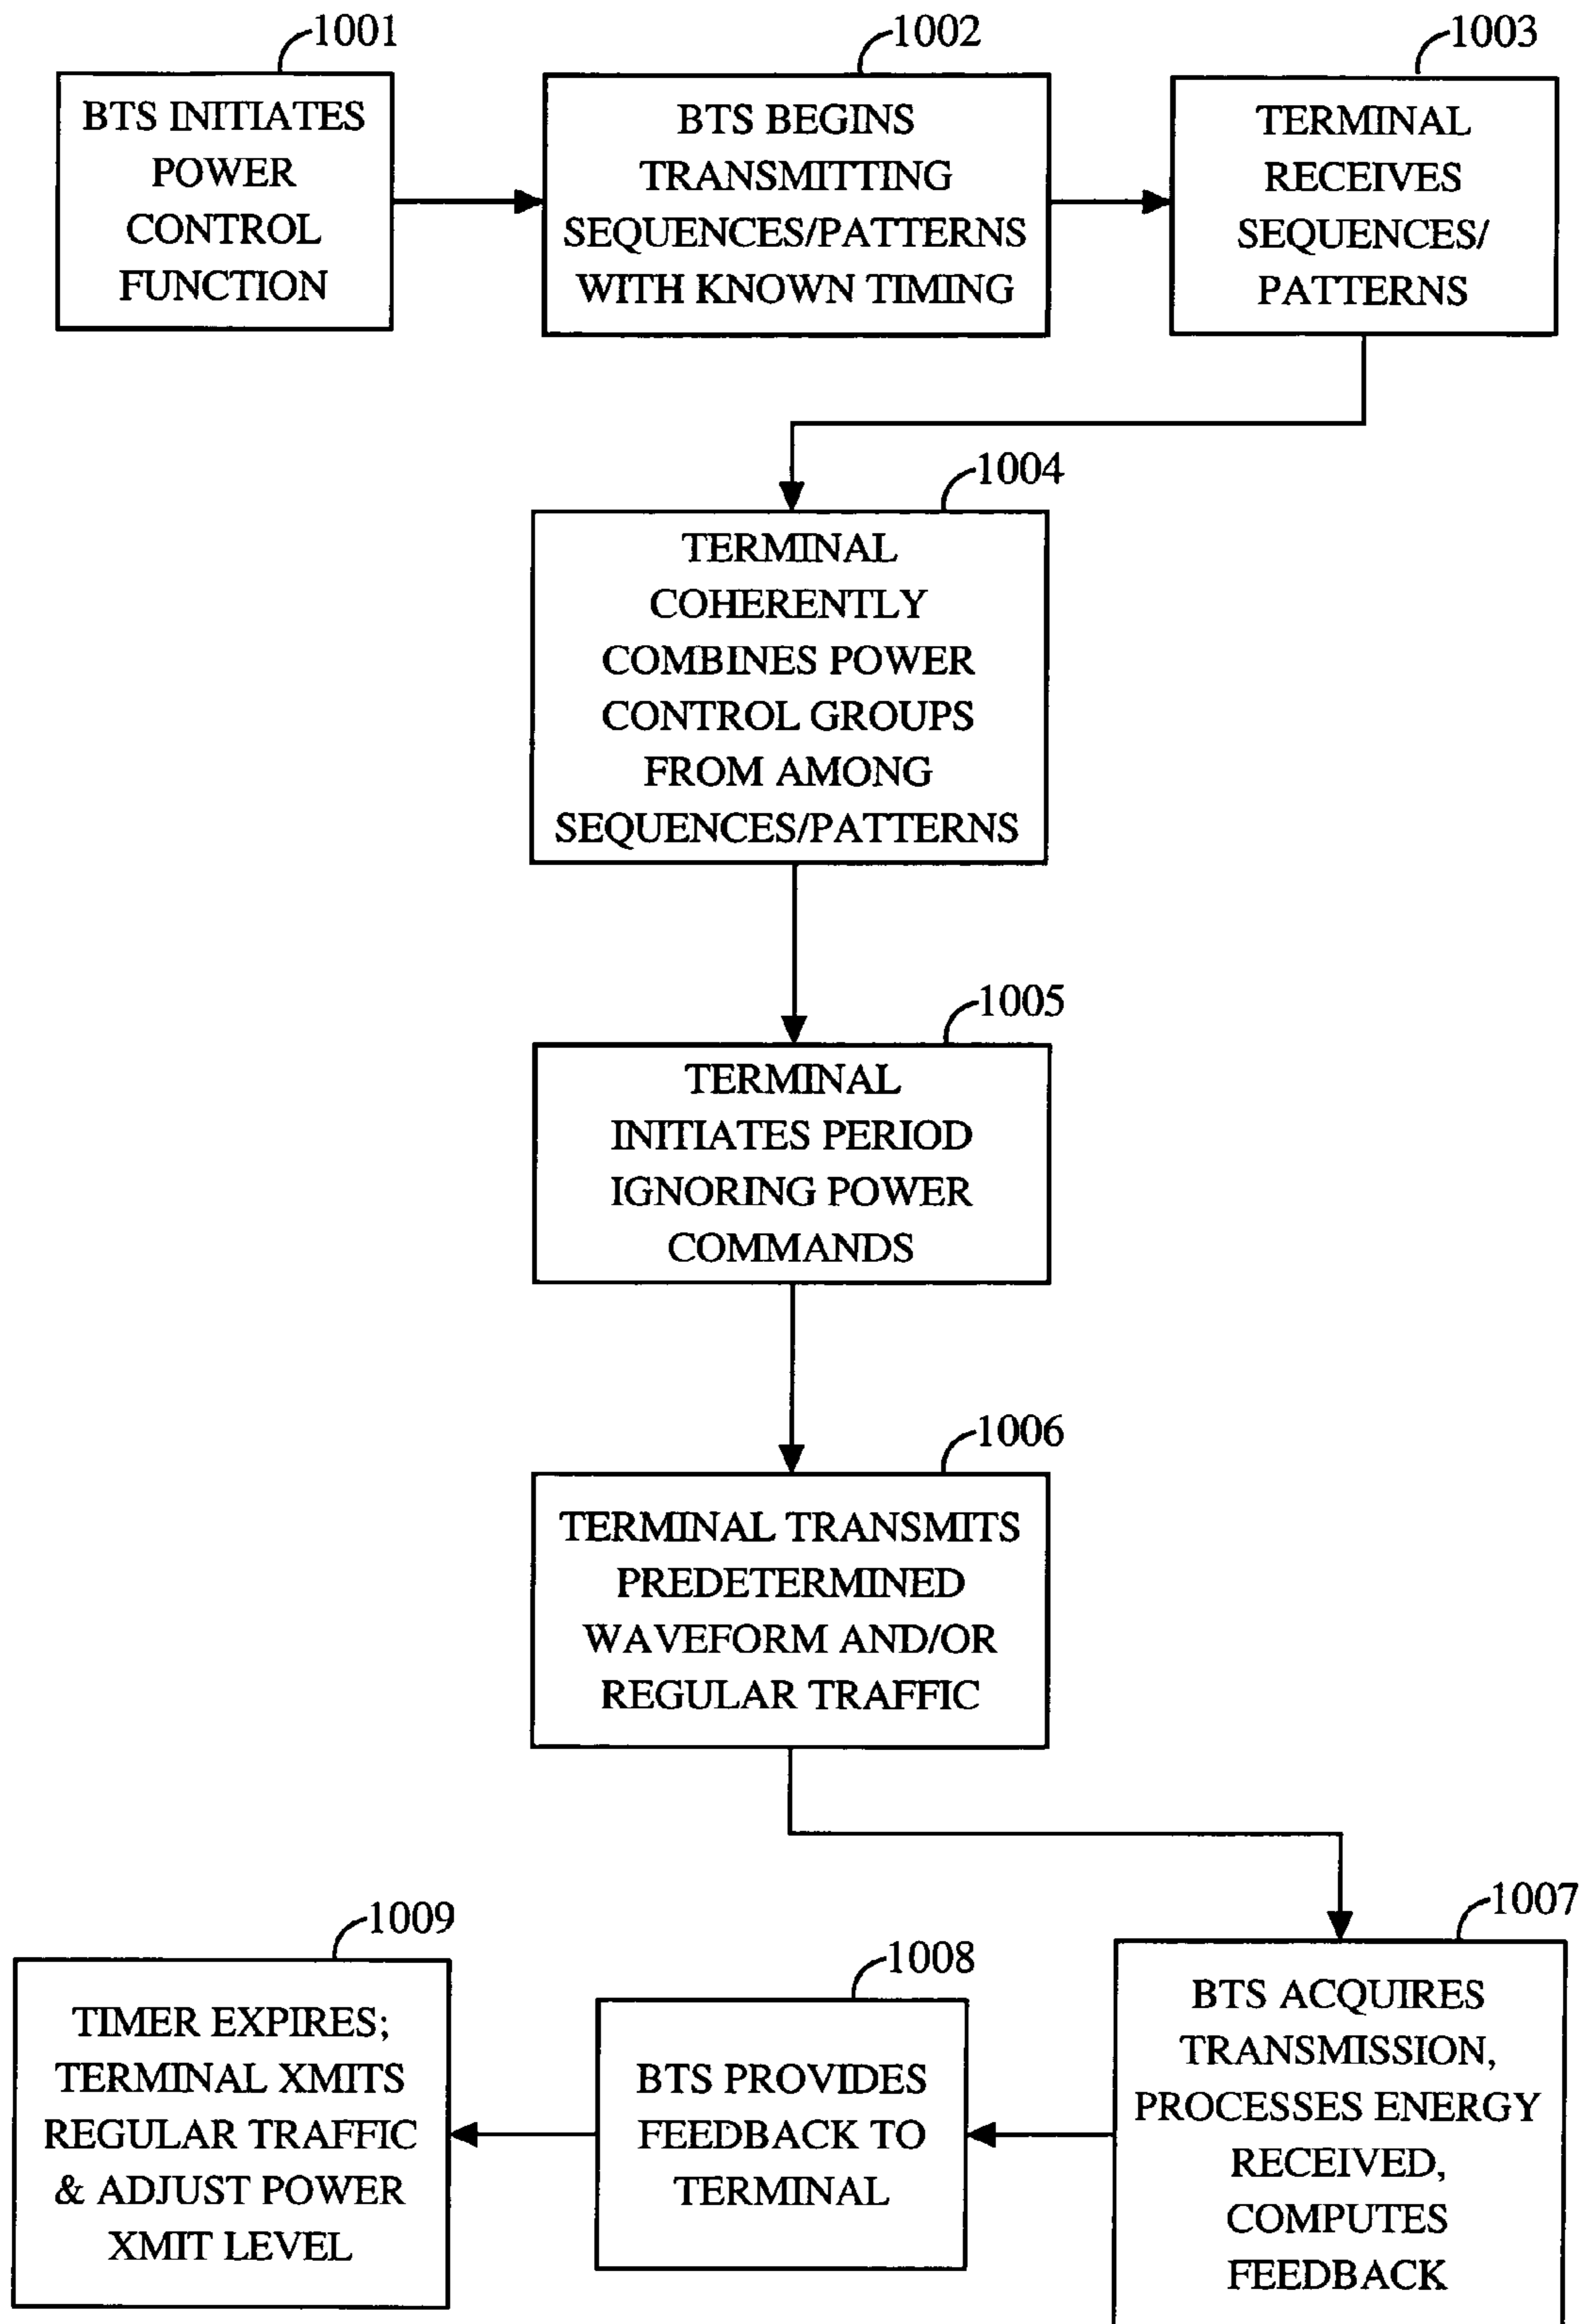 1001
BTS INITIATES
POWER
CONTROL
FUNCTION
1002
BTS BEGINS
TRANSMITTING
SEQUENCES/PATTERNS
WITH KNOWN TIMING
1003
TERMINAL
RECEIVES
SEQUENCES/
PATTERNS
1004
TERMINAL
COHERENTLY
COMBINES POWER
CONTROL GROUPS
FROM AMONG
SEQUENCES/PATTERNS
1005
TERMINAL
INITIATES PERIOD
IGNORING POWER
COMMANDS
1006
TERMINAL TRANSMITS
PREDETERMINED
WAVEFORM AND/OR
REGULAR TRAFFIC
1007
BTS ACQUIRES
TRANSMISSION,
PROCESSES ENERGY
RECEIVED,
COMPUTES
FEEDBACK
1008
BTS PROVIDES
FEEDBACK TO
TERMINAL
1009
TIMER EXPIRES;
TERMINAL XMITS
REGULAR TRAFFIC
& ADJUST POWER
XMIT LEVEL